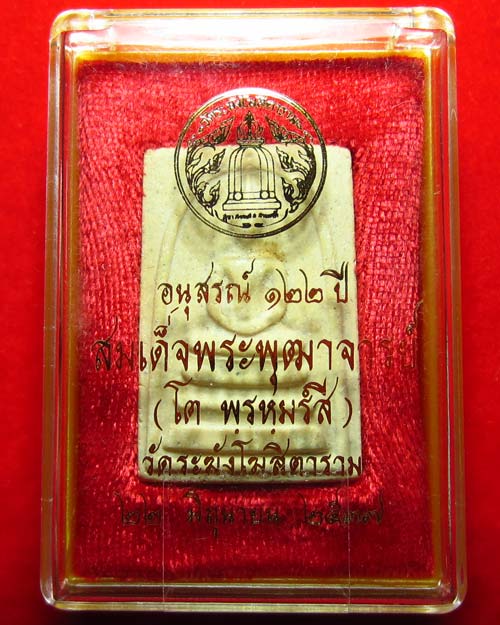 อนุสรณ์ ๑๒๒ ปี
สมเด็จพระพุฒาจารย์
(โต พฺรหฺมรํสี)
วัดระฆังโฆสิตาราม
๒๒ มิถุนายน ๒๕๓๗